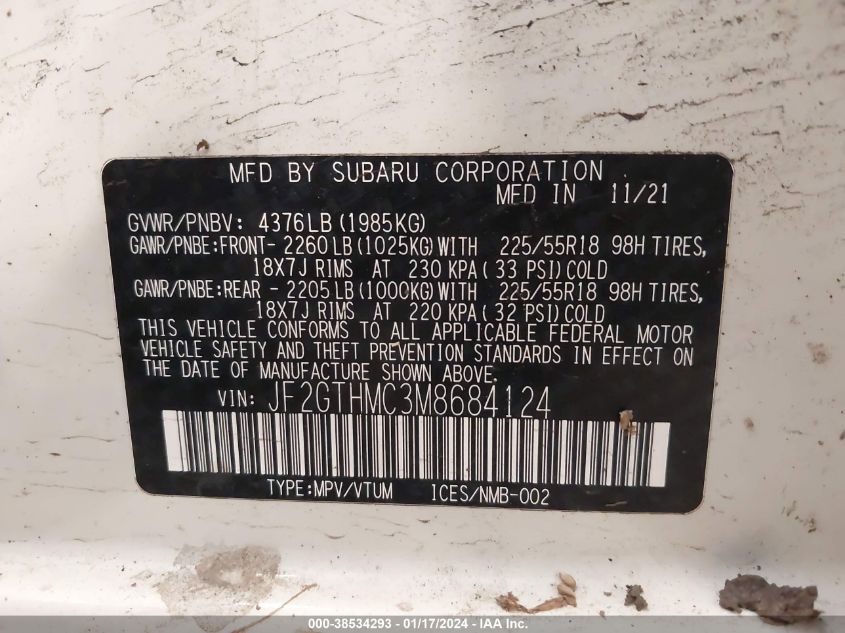 MFD BY SUBARU CORPORATION
MFD IN 11/21
GVWR/PNBV: 4376LB (1985KG)
GAWR/PNBE:FRONT- 2260 LB (1025KG) WITH 225/55R18 98H TIRES,
18X7J RIMS AT 230 KPA ( 33 PSI) COLD
GAWR/PNBE:REAR - 2205 LB (1000KG) WITH 225/55R18 98H TIRES,
18X7J RIMS AT 220 KPA ( 32 PSI) COLD
THIS VEHICLE CONFORMS TO ALL APPLICABLE FEDERAL MOTOR
VEHICLE SAFETY AND THEFT PREVENTION STANDARDS IN EFFECT ON
THE DATE OF MANUFACTURE SHOWN ABOVE.
VIN: JF2GTHMC3M8684124
TYPE:MPV/VTUM ICES/NMB-002
000-38534293 - 01/17/2024 - IAA Inc.